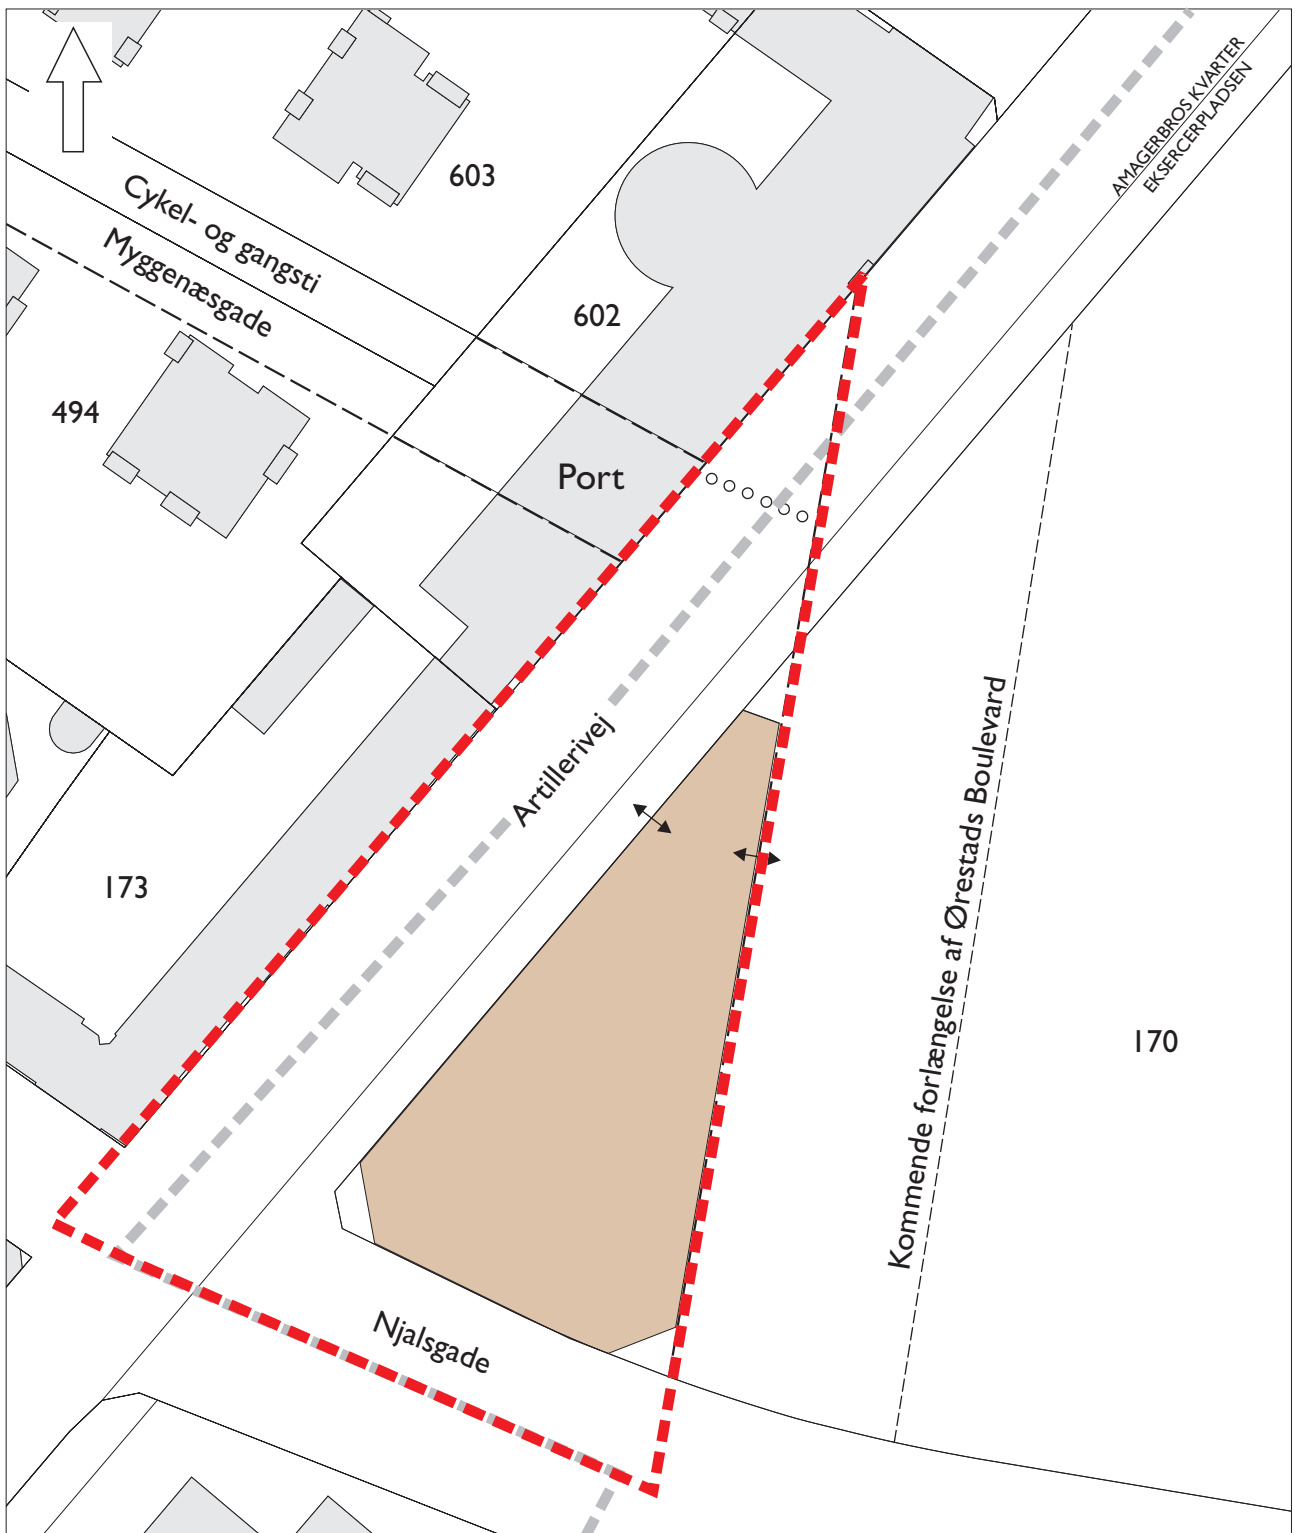 AMAGERBROS KVARTER
EKSERCERPLADSEN
603
Cykel- og gangsti
Myggenæsgade
602
494
Port
Artillerivej
Kommende forlængelse af Ørestads Boulevard
173
170
Njalsgade